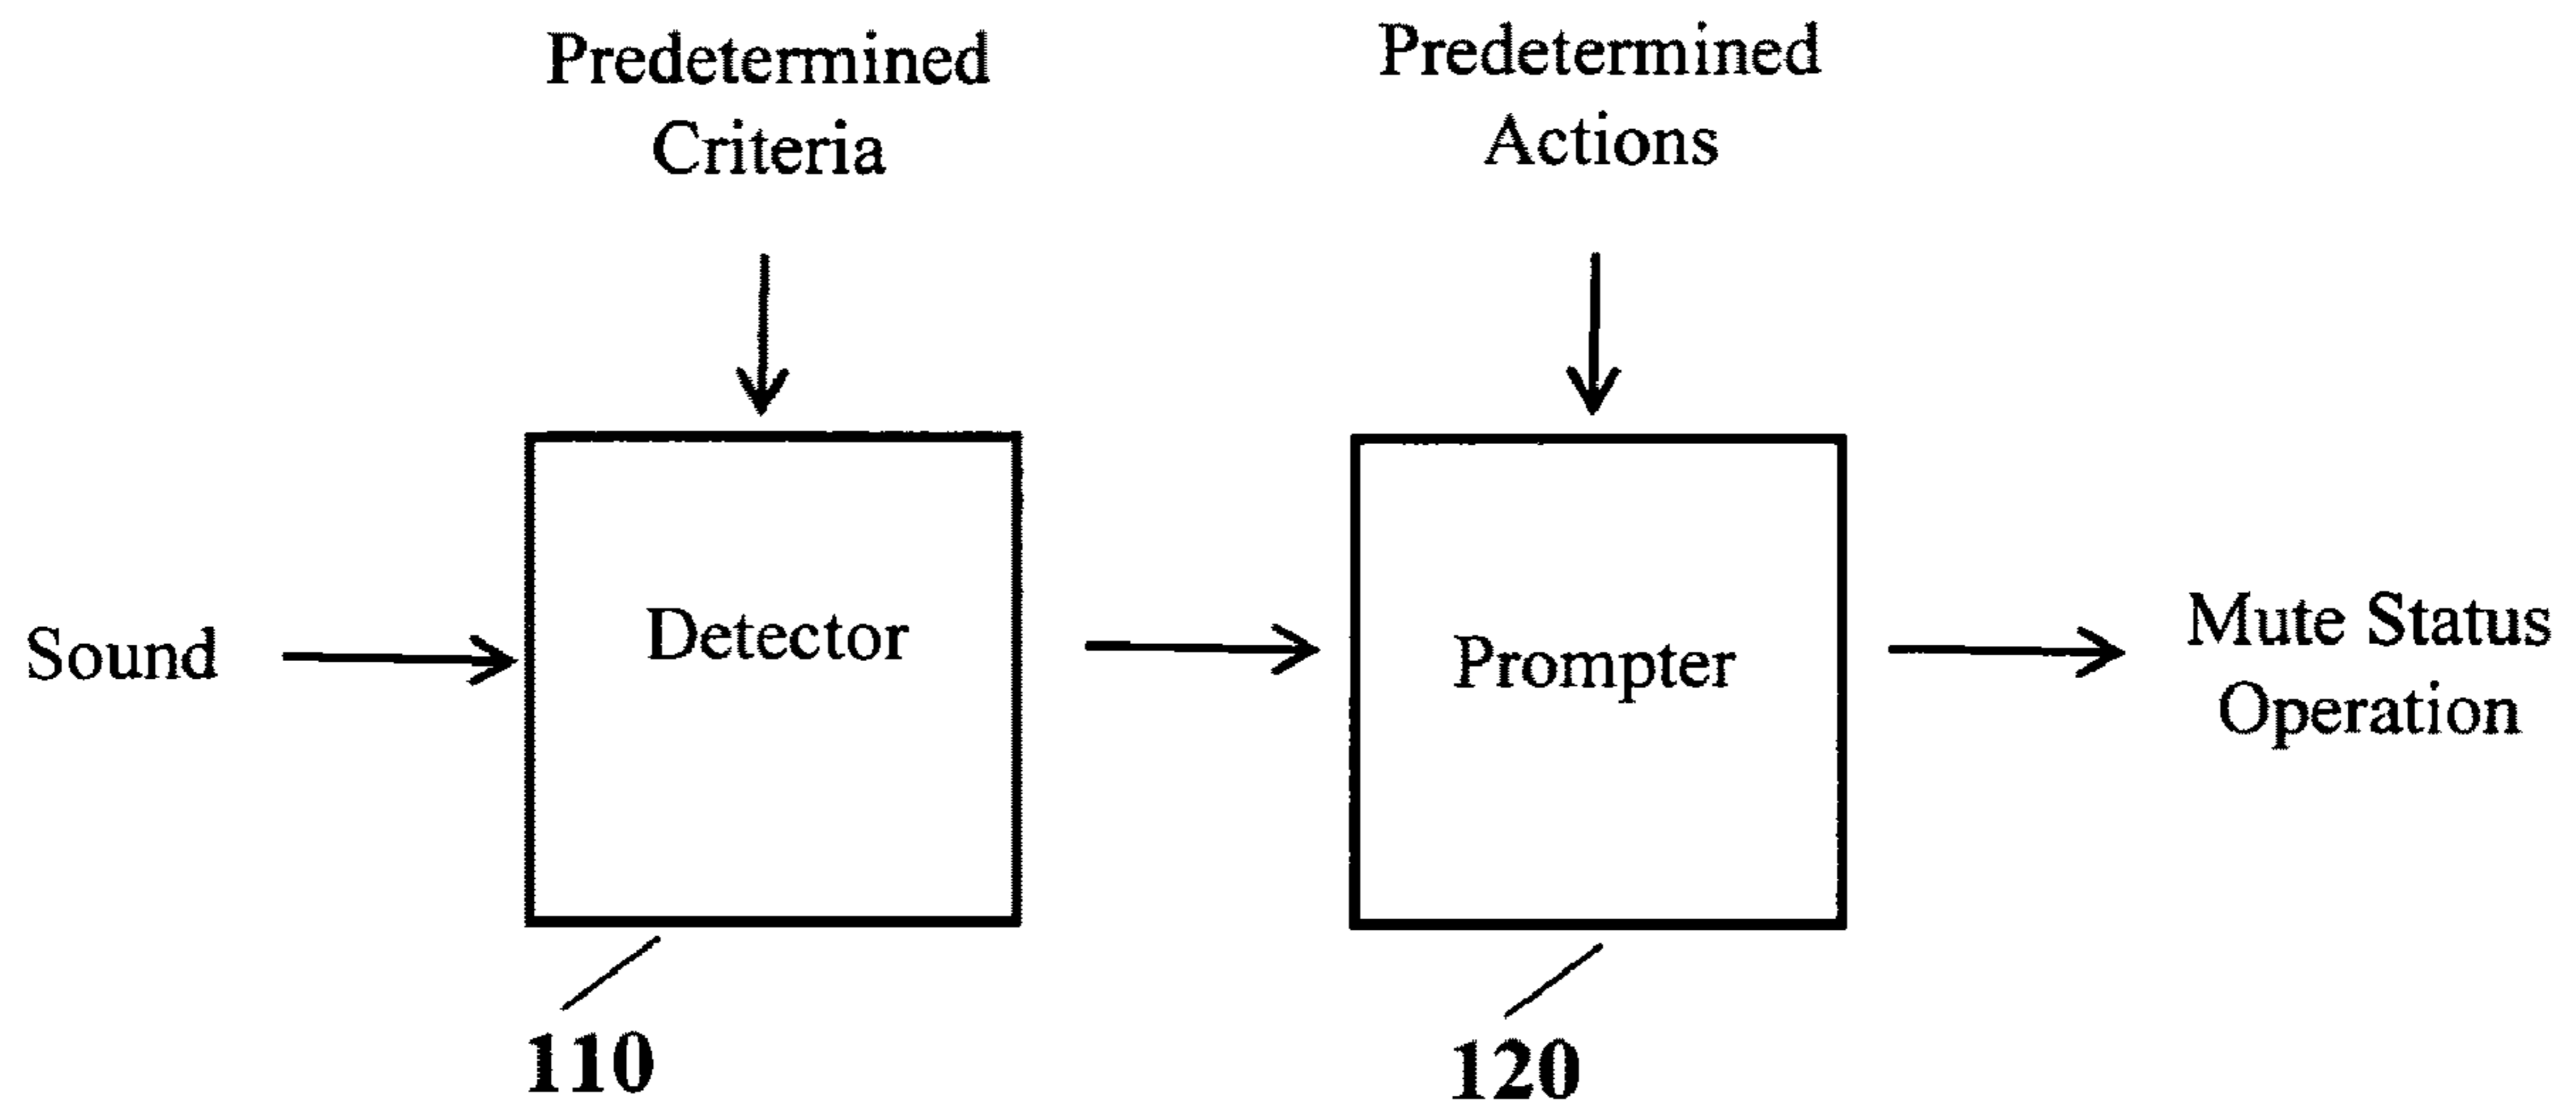 Predetermined
Criteria
Predetermined
Actions
Sound
Detector
Prompter
Mute Status
Operation
110
120